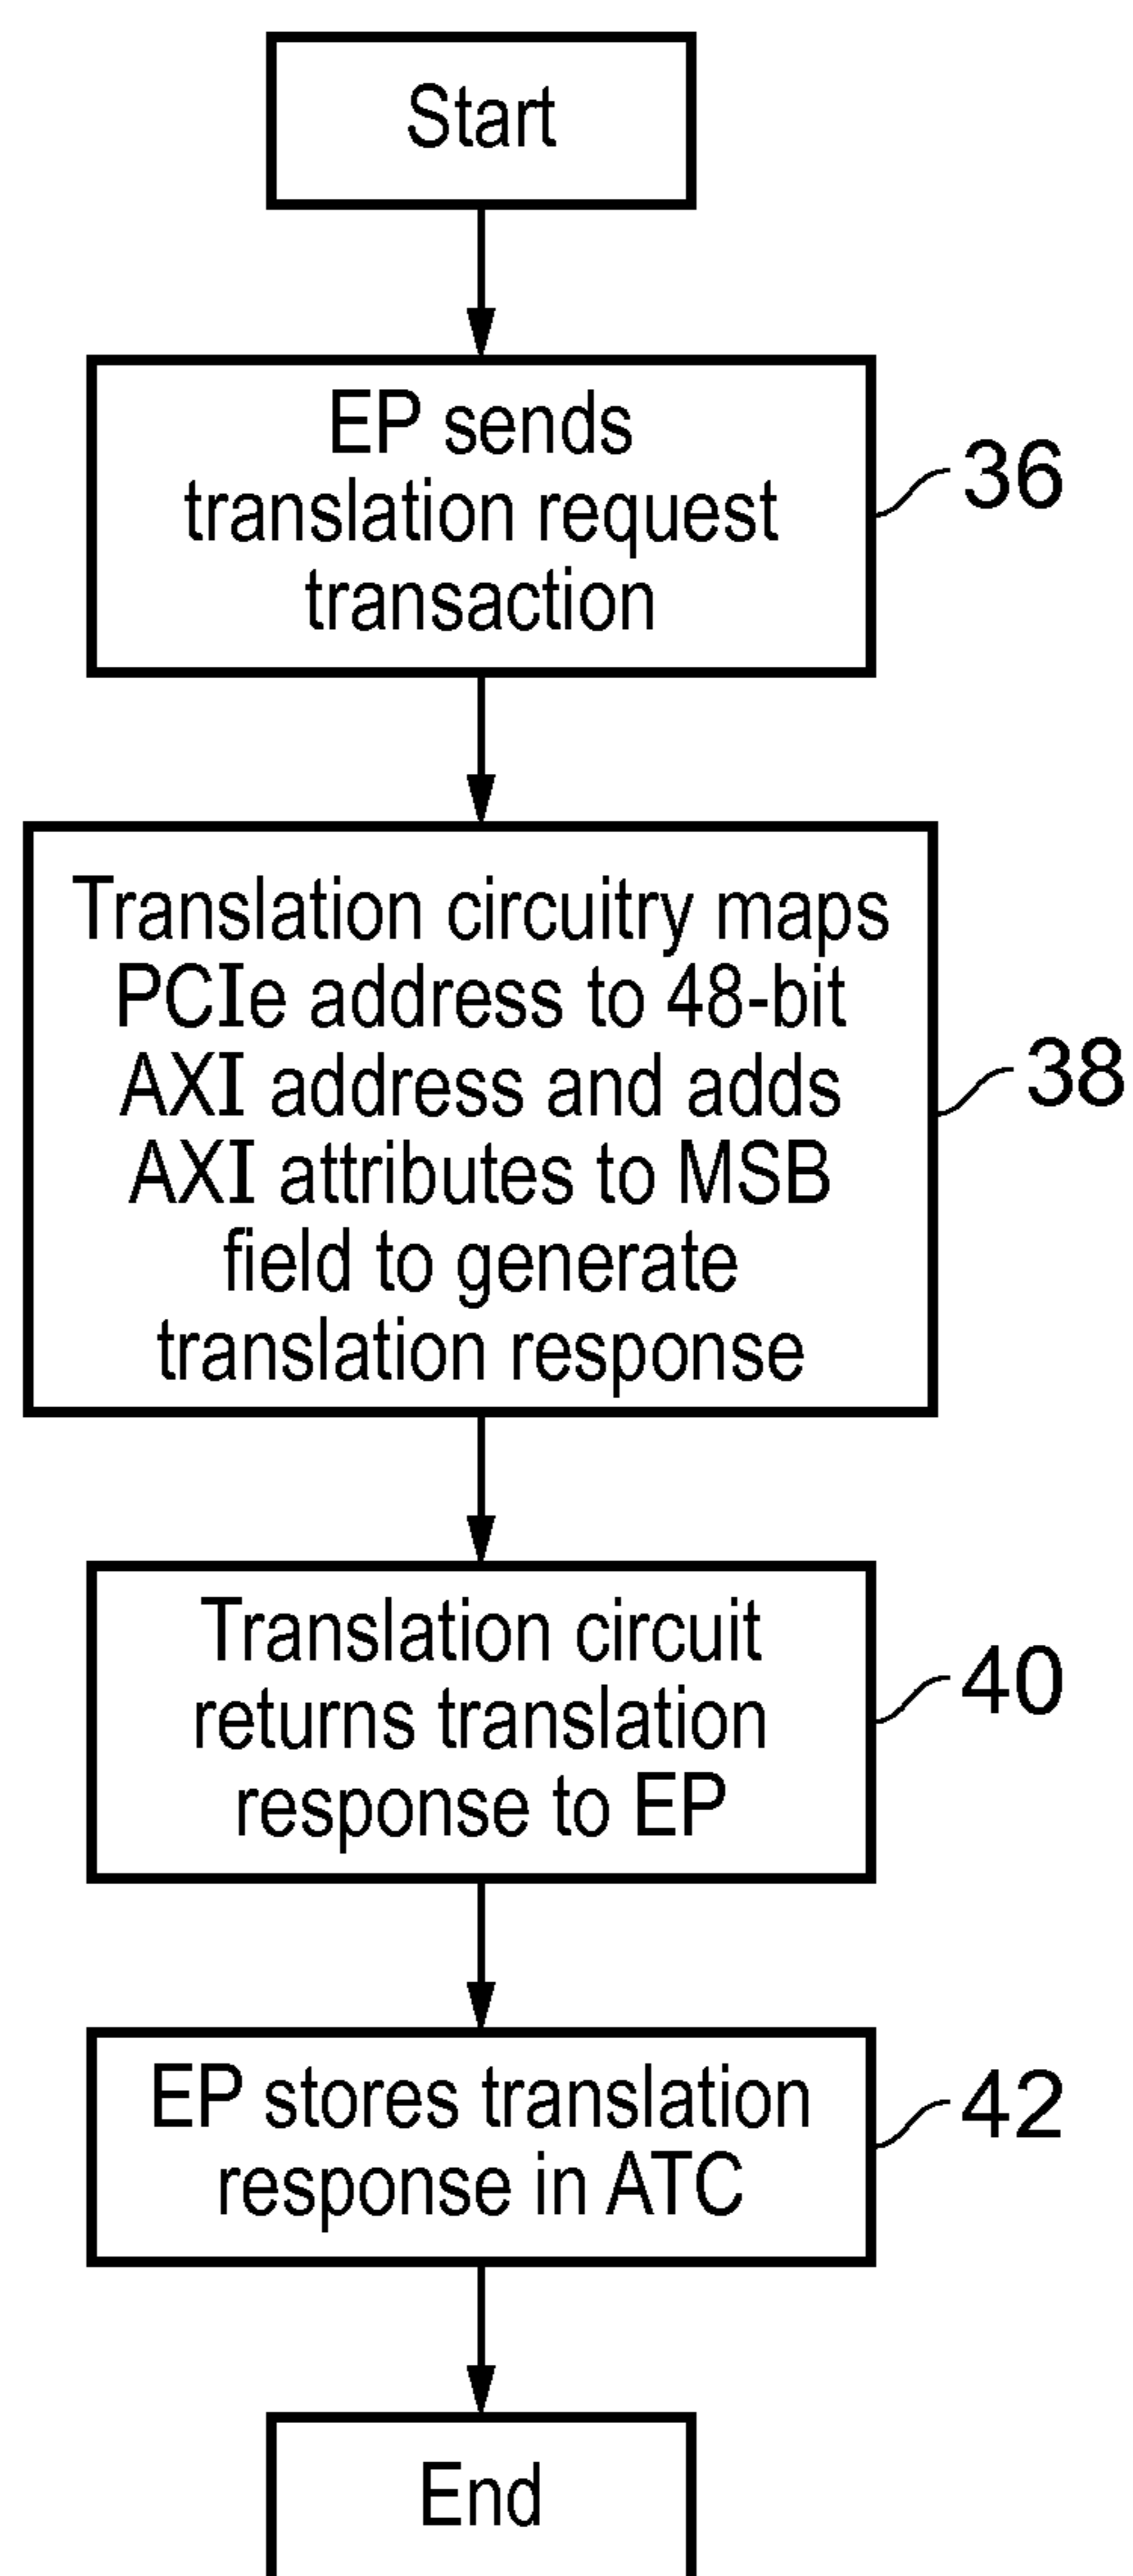 Start
EP sends
translation request
transaction
36
Translation circuitry maps
PCIe address to 48-bit
AXI address and adds
AXI attributes to MSB
field to generate
translation response
38
Translation circuit
returns translation
response to EP
40
EP stores translation
response in ATC
42
End